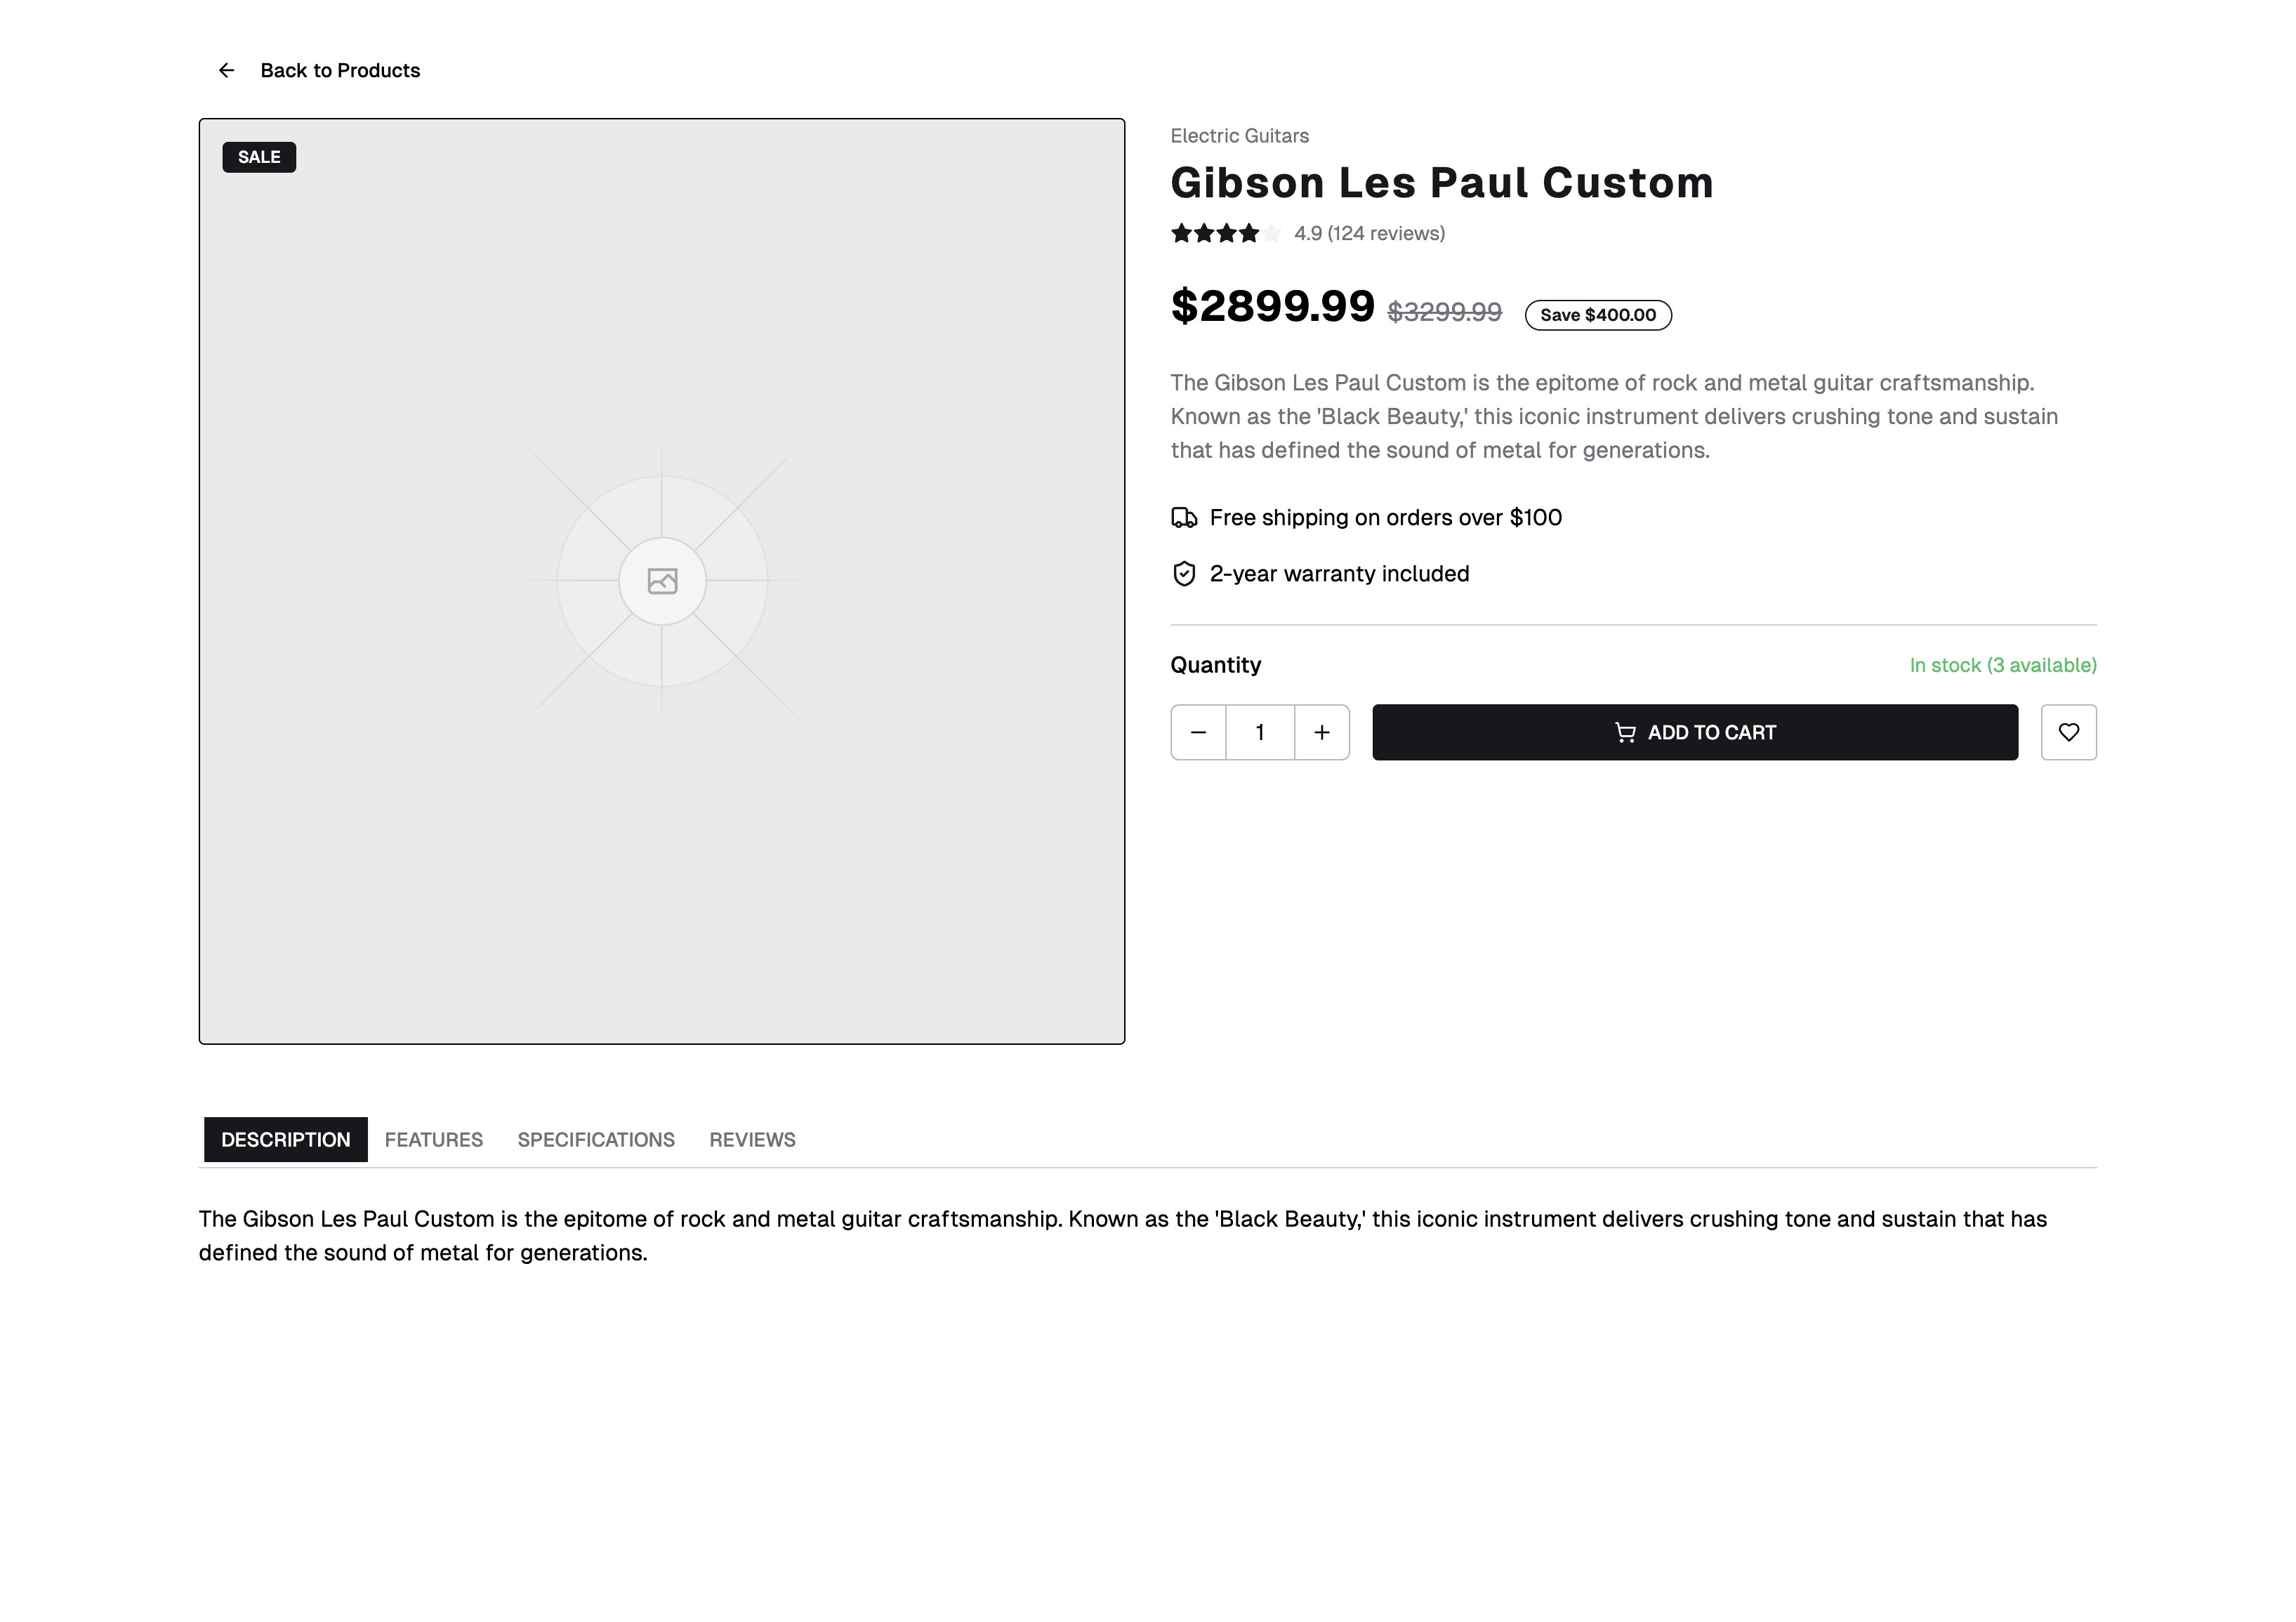 Back to Products
SALE
Electric Guitars
Gibson Les Paul Custom
4.9 (124 reviews)
$2899.99 $3299.99 Save $400.00
The Gibson Les Paul Custom is the epitome of rock and metal guitar craftsmanship.
Known as the 'Black Beauty,' this iconic instrument delivers crushing tone and sustain
that has defined the sound of metal for generations.
Free shipping on orders over $100
2-year warranty included
Quantity In stock (3 available)
1 ADD TO CART
DESCRIPTION FEATURES SPECIFICATIONS REVIEWS
The Gibson Les Paul Custom is the epitome of rock and metal guitar craftsmanship. Known as the 'Black Beauty,' this iconic instrument delivers crushing tone and sustain that has
defined the sound of metal for generations.